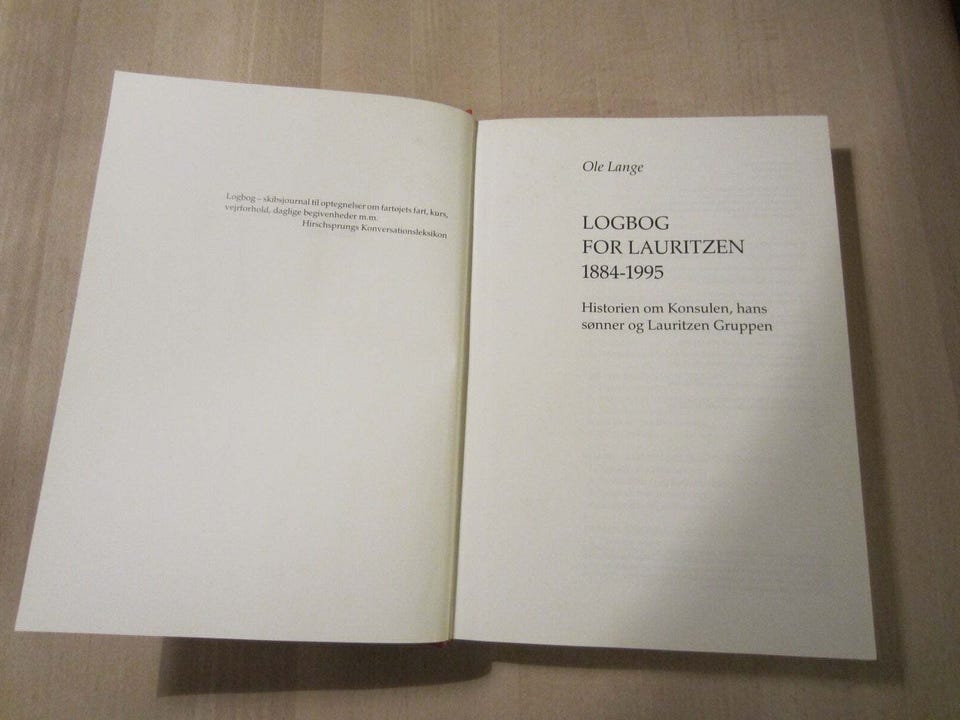 Logbog – skibsjournal til optegnelser om fartøjets fart, kurs,
vejrforhold, daglige begivenheder m.m.
Hirschsprungs Konversationsleksikon
Ole Lange
LOGBOG
FOR LAURITZEN
1884-1995
Historien om Konsulen, hans
sønner og Lauritzen Gruppen